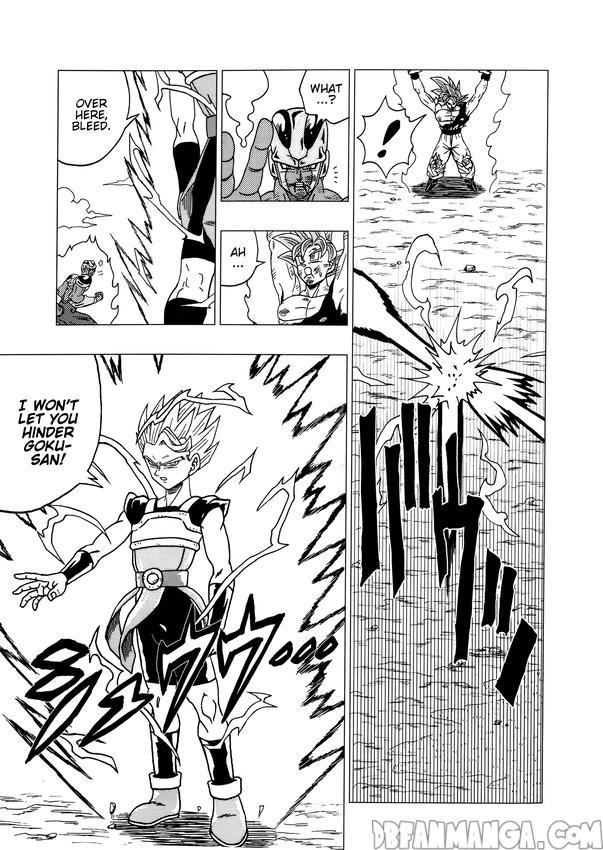 !
WHAT
...?
AH
...
OVER
HERE,
BLEED.
I WON'T
LET YOU
HINDER
GOKU-
SAN!
DBFANMANGA.COM